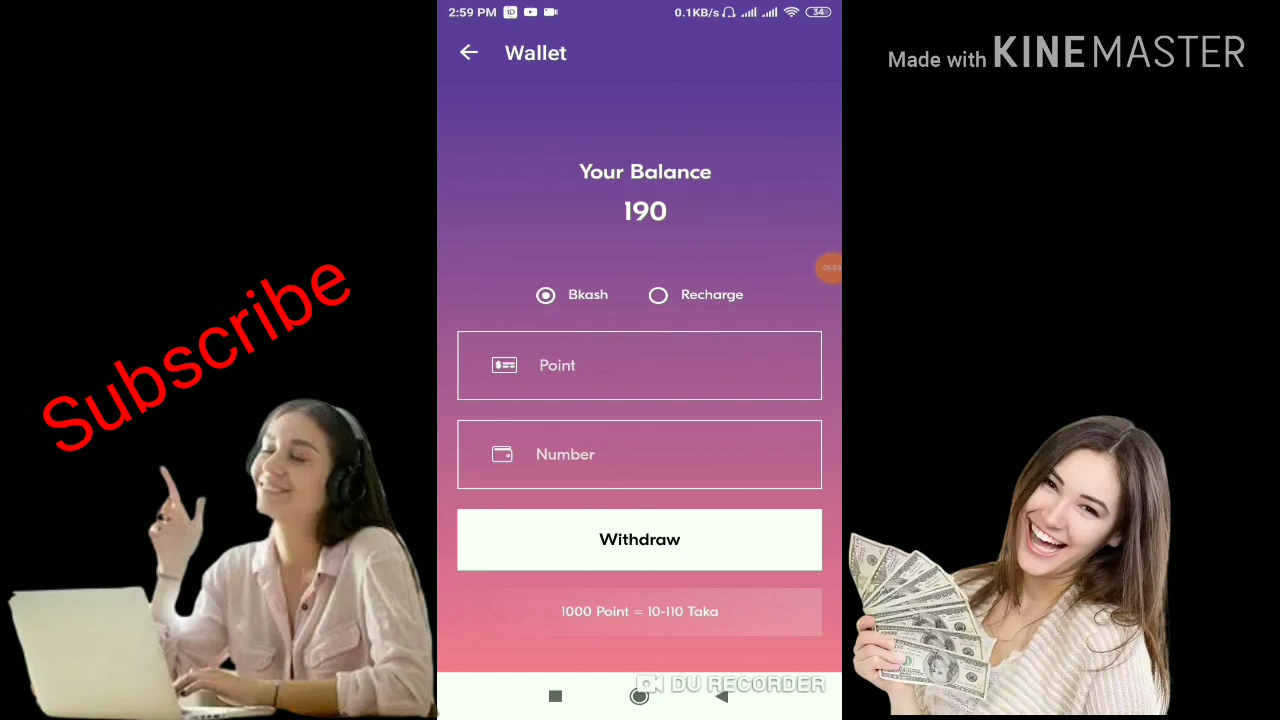 2:59 PM
0.1KB/s
34
Wallet
Made with KINEMASTER
Your Balance
190
Bkash
Recharge
Subscribe
Point
Number
Withdraw
1000 Point = 10-110 Taka
DU RECORDER